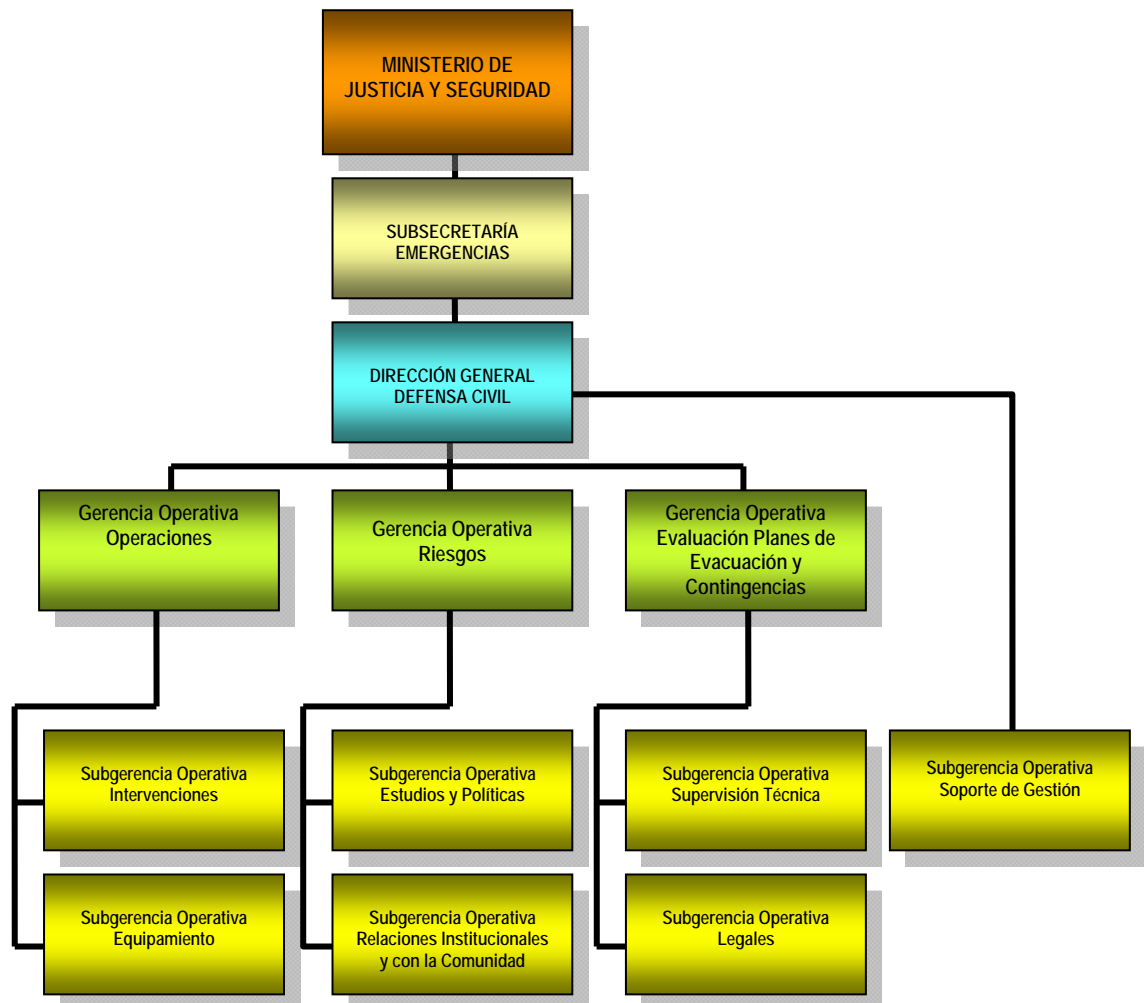 MINISTERIO DE
JUSTICIA Y SEGURIDAD
SUBSECRETARÍA
EMERGENCIAS
DIRECCIÓN GENERAL
DEFENSA CIVIL
Gerencia Operativa
Operaciones
Gerencia Operativa
Riesgos
Gerencia Operativa
Evaluación Planes de
Evacuación y
Contingencias
Subgerencia Operativa
Intervenciones
Subgerencia Operativa
Estudios y Políticas
Subgerencia Operativa
Supervisión Técnica
Subgerencia Operativa
Soporte de Gestión
Subgerencia Operativa
Equipamiento
Subgerencia Operativa
Relaciones Institucionales
y con la Comunidad
Subgerencia Operativa
Legales